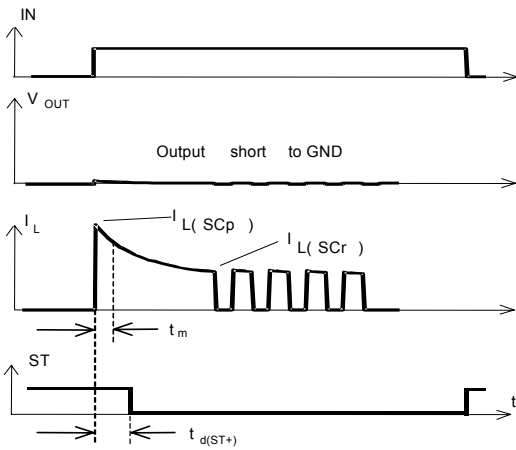 IN
V OUT
Output short to GND
I L
I L( SCp )
I L( SCr )
t m
ST
t
t d(ST+)